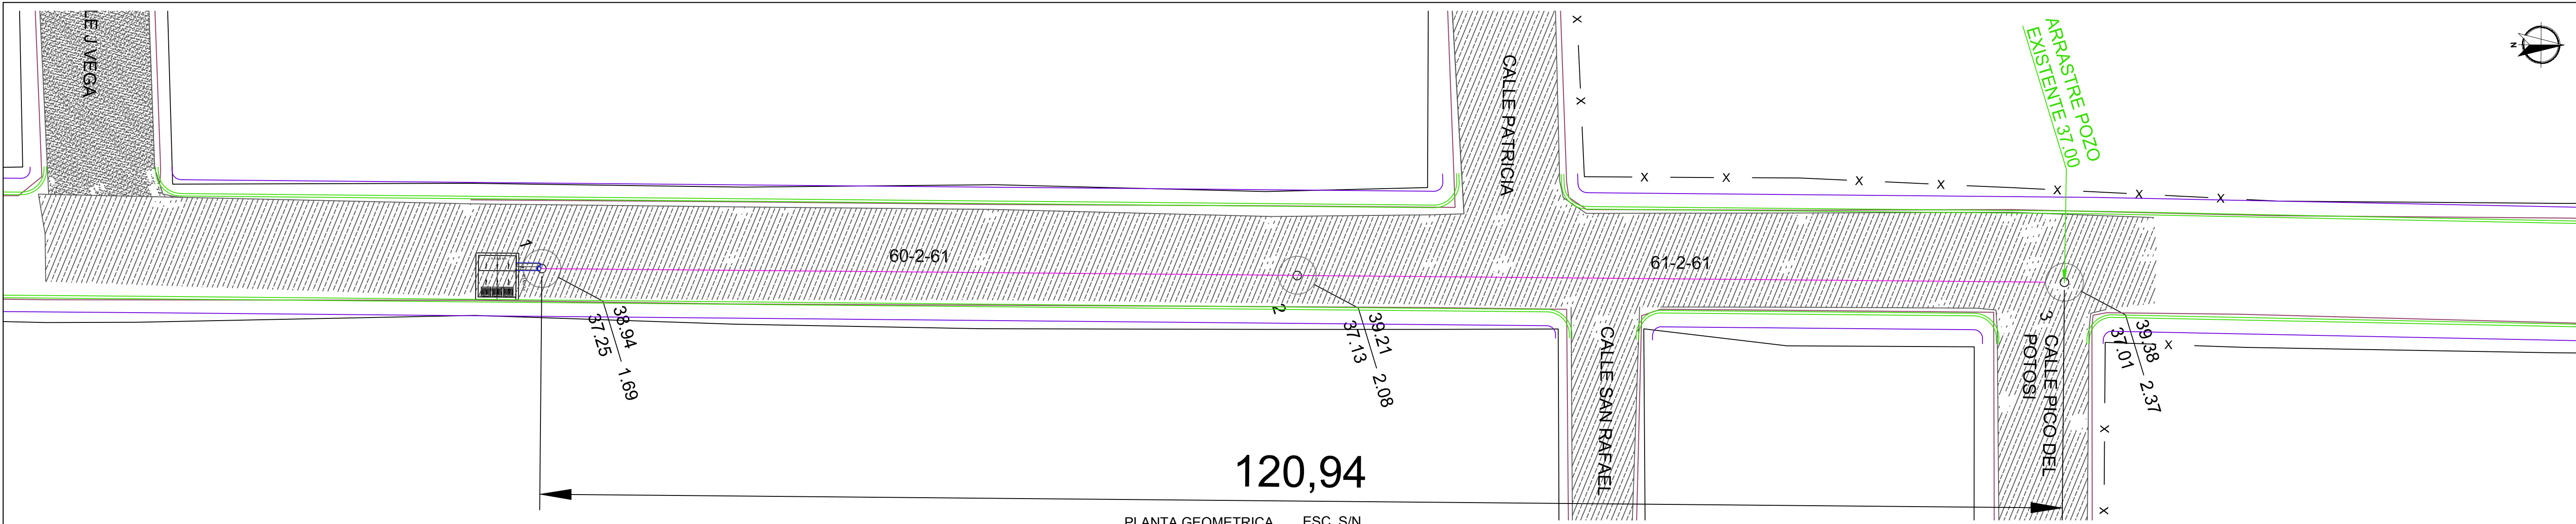 LE J VEGA
CALLE PATRICIA
ARRASTRE POZO
EXISTENTE 37.00
N
X
X
X
X
X
X
X
X
X
1
60-2-61
61-2-61
2
3
38.94
37.25
1.69
39.21
37.13
2.08
39.38
37.01
2.37
CALLE SAN RAFAEL
CALLE PICO DEL
POTOSI
X
X
X
120,94
PLANTA GEOMETRICA ESC. S/N